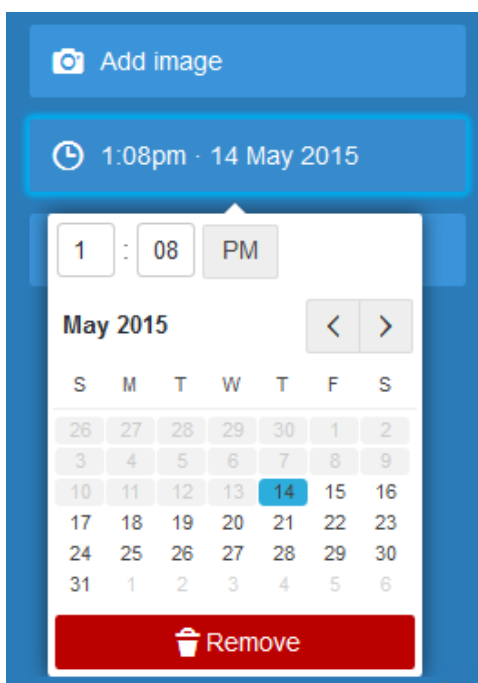 Add image
1:08pm · 14 May 2015
1 : 08 PM
May 2015 < >
S M T W T F S
26 27 28 29 30 1 2
3 4 5 6 7 8 9
10 11 12 13 14 15 16
17 18 19 20 21 22 23
24 25 26 27 28 29 30
31 1 2 3 4 5 6
Remove